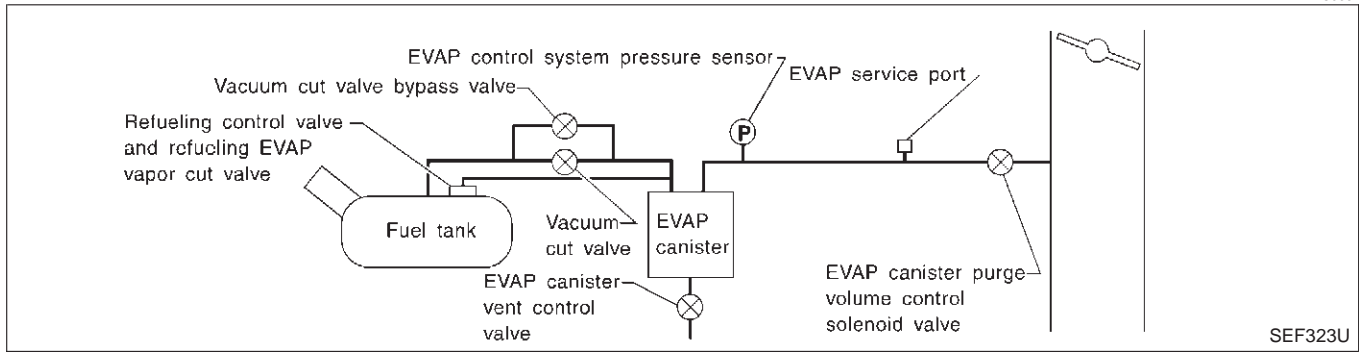 EVAP control system pressure sensor
EVAP service port
Vacuum cut valve bypass valve
Refueling control valve
and refueling EVAP
vapor cut valve
P
Fuel tank
Vacuum
cut valve
EVAP
canister
EVAP canister
vent control
valve
EVAP canister purge
volume control
solenoid valve
SEF323U